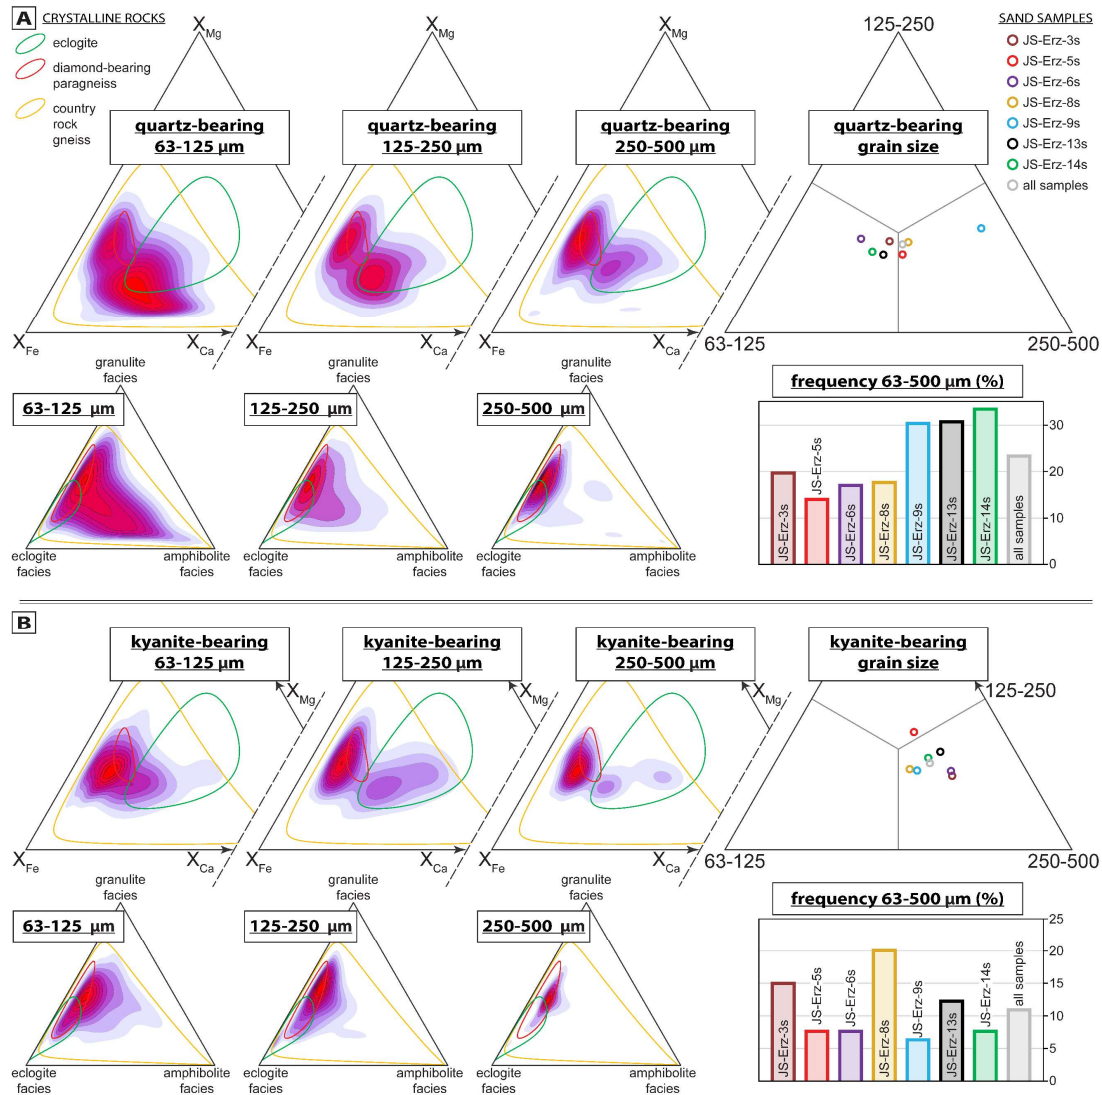 A CRYSTALLINE ROCKS
eclogite
diamond-bearing
paragneiss
country
rock
gneiss
X Mg
X Mg
X Mg
125-250
SAND SAMPLES
JS-Erz-3s
JS-Erz-5s
JS-Erz-6s
JS-Erz-8s
JS-Erz-9s
JS-Erz-13s
JS-Erz-14s
all samples
quartz-bearing
63-125 μm
quartz-bearing
125-250 μm
quartz-bearing
250-500 μm
quartz-bearing
grain size
X Fe
X Ca
X Fe
X Ca
X Fe
X Ca
63-125
250-500
granulite
facies
63-125 μm
eclogite
facies
amphibolite
facies
granulite
facies
125-250 μm
eclogite
facies
amphibolite
facies
granulite
facies
250-500 μm
eclogite
facies
amphibolite
facies
frequency 63-500 μm (%)
JS-Erz-3s
JS-Erz-5s
JS-Erz-6s
JS-Erz-8s
JS-Erz-9s
JS-Erz-13s
JS-Erz-14s
all samples
30
20
10
0
B
kyanite-bearing
63-125 μm
kyanite-bearing
125-250 μm
kyanite-bearing
250-500 μm
kyanite-bearing
grain size
X Mg
X Mg
X Mg
125-250
X Fe
X Ca
X Fe
X Ca
X Fe
X Ca
63-125
250-500
granulite
facies
63-125 μm
eclogite
facies
amphibolite
facies
granulite
facies
125-250 μm
eclogite
facies
amphibolite
facies
granulite
facies
250-500 μm
eclogite
facies
amphibolite
facies
frequency 63-500 μm (%)
JS-Erz-3s
JS-Erz-5s
JS-Erz-6s
JS-Erz-8s
JS-Erz-9s
JS-Erz-13s
JS-Erz-14s
all samples
25
20
15
10
5
0